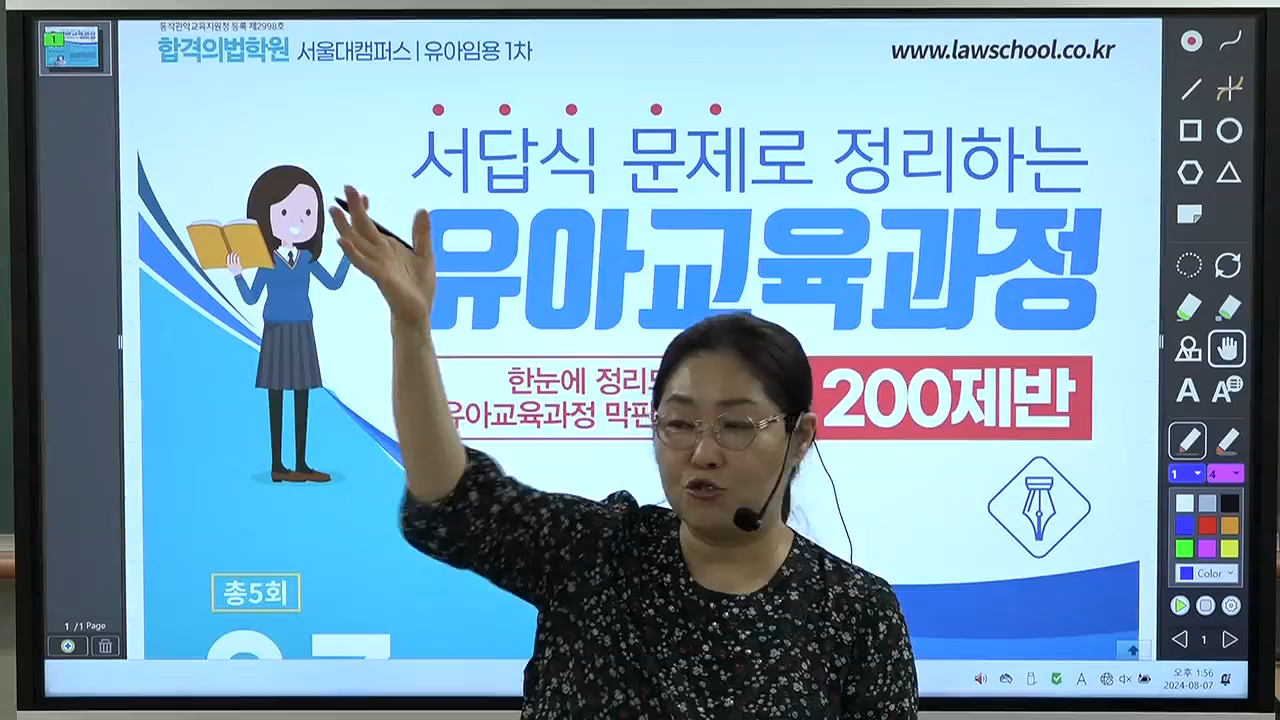 동작관악교육지원청 등록 제2998호
합격의법학원 서울대캠퍼스 | 유아임용 1차
www.lawschool.co.kr
서답식 문제로 정리하는
유아교육과정
한눈에
유아교육과정
200제반
총5회
1
1 /1 Page
A
A
1
4
Color
1
A
오후 1:56
2024-08-07